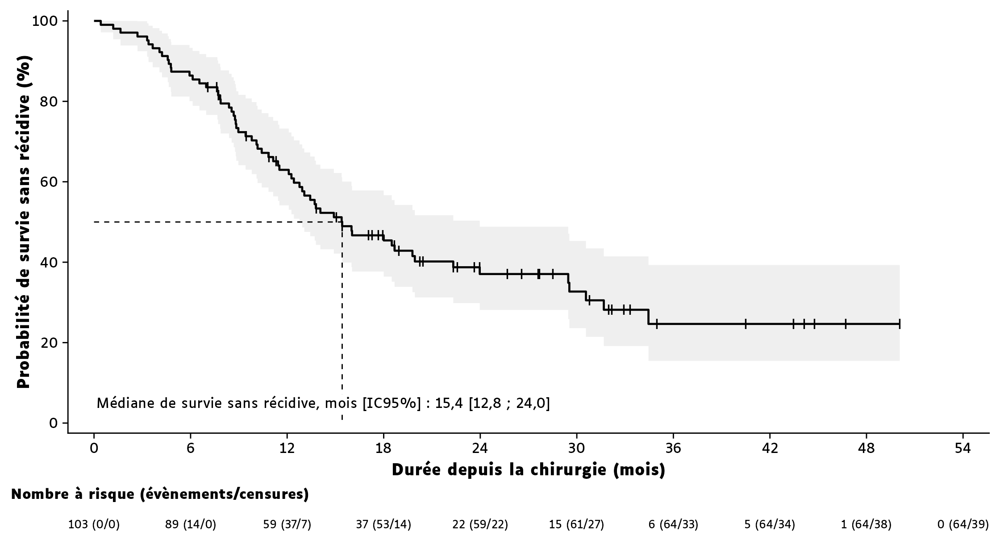 Probabilité de survie sans récidive (%)
100
80
60
40
20
0
Médiane de survie sans récidive, mois [IC95%] : 15,4 [12,8 ; 24,0]
0 6 12 18 24 30 36 42 48 54
Durée depuis la chirurgie (mois)
Nombre à risque (évènements/censures)
103 (0/0) 89 (14/0) 59 (37/7) 37 (53/14) 22 (59/22) 15 (61/27) 6 (64/33) 5 (64/34) 1 (64/38) 0 (64/39)